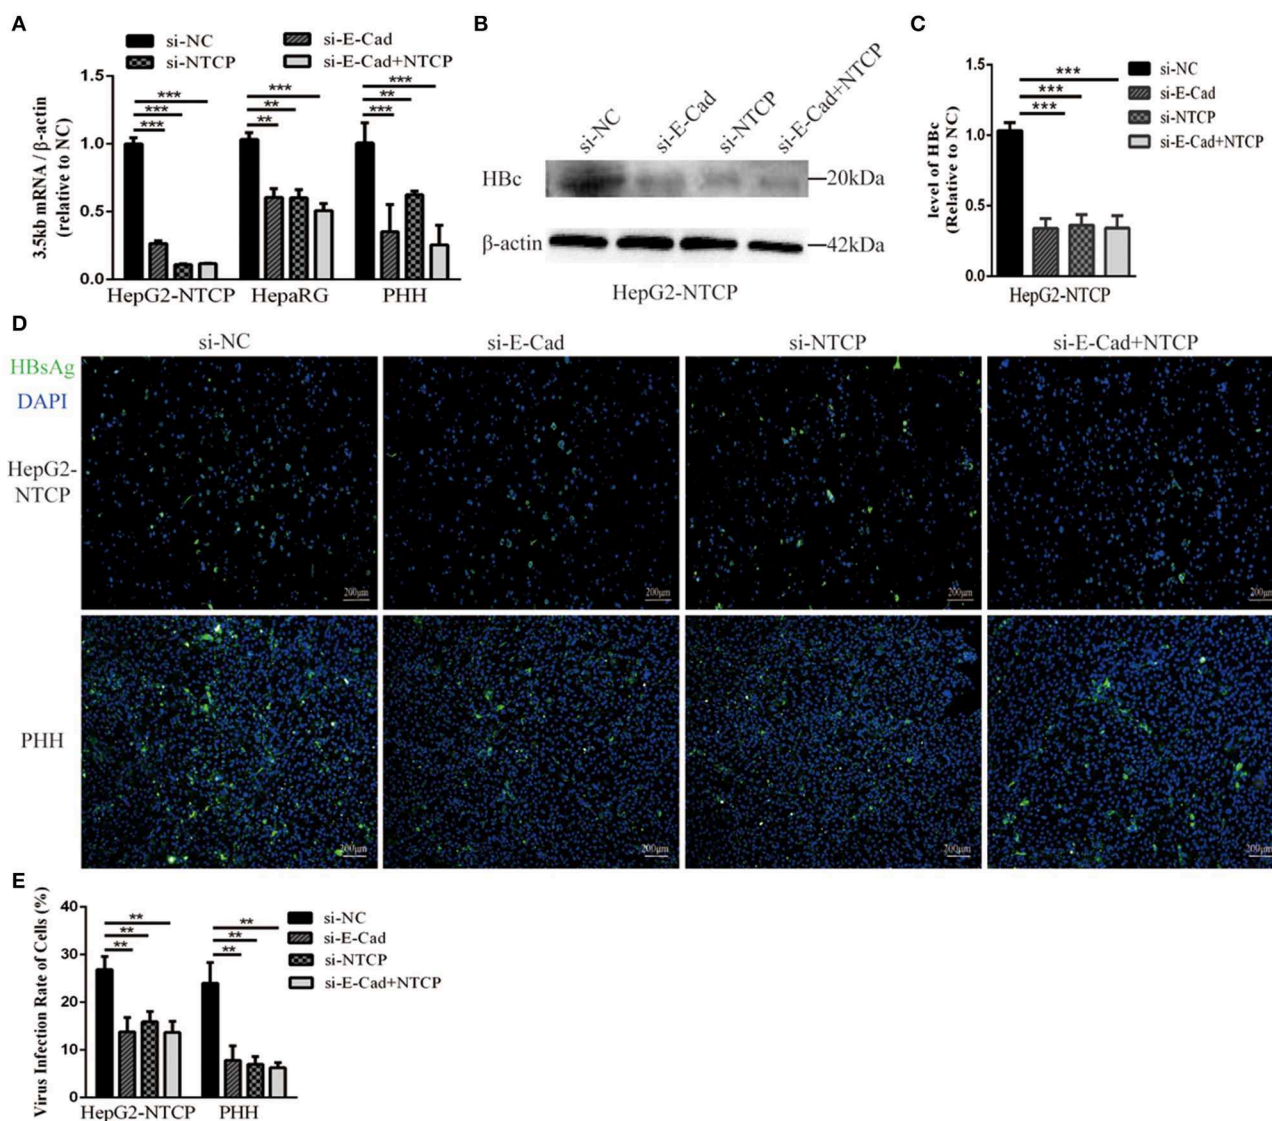 A
si-NC
si-E-Cad
si-NTCP
si-E-Cad+NTCP
3.5kb mRNA / β-actin
(relative to NC)
1.5
1.0
0.5
0.0
***
***
***
***
**
**
***
**
***
HepG2-NTCP
HepaRG
PHH
B
si-NC
si-E-Cad
si-NTCP
si-E-Cad+NTCP
HBc
20kDa
β-actin
42kDa
HepG2-NTCP
C
level of HBc
(Relative to NC)
1.5
1.0
0.5
0.0
***
***
***
HepG2-NTCP
si-NC
si-E-Cad
si-NTCP
si-E-Cad+NTCP
D
si-NC
si-E-Cad
si-NTCP
si-E-Cad+NTCP
HBsAg
DAPI
HepG2-
NTCP
200μm
200μm
200μm
200μm
PHH
200μm
200μm
200μm
200μm
E
Virus Infection Rate of Cells (%)
40
30
20
10
0
**
**
**
**
**
**
HepG2-NTCP
PHH
si-NC
si-E-Cad
si-NTCP
si-E-Cad+NTCP